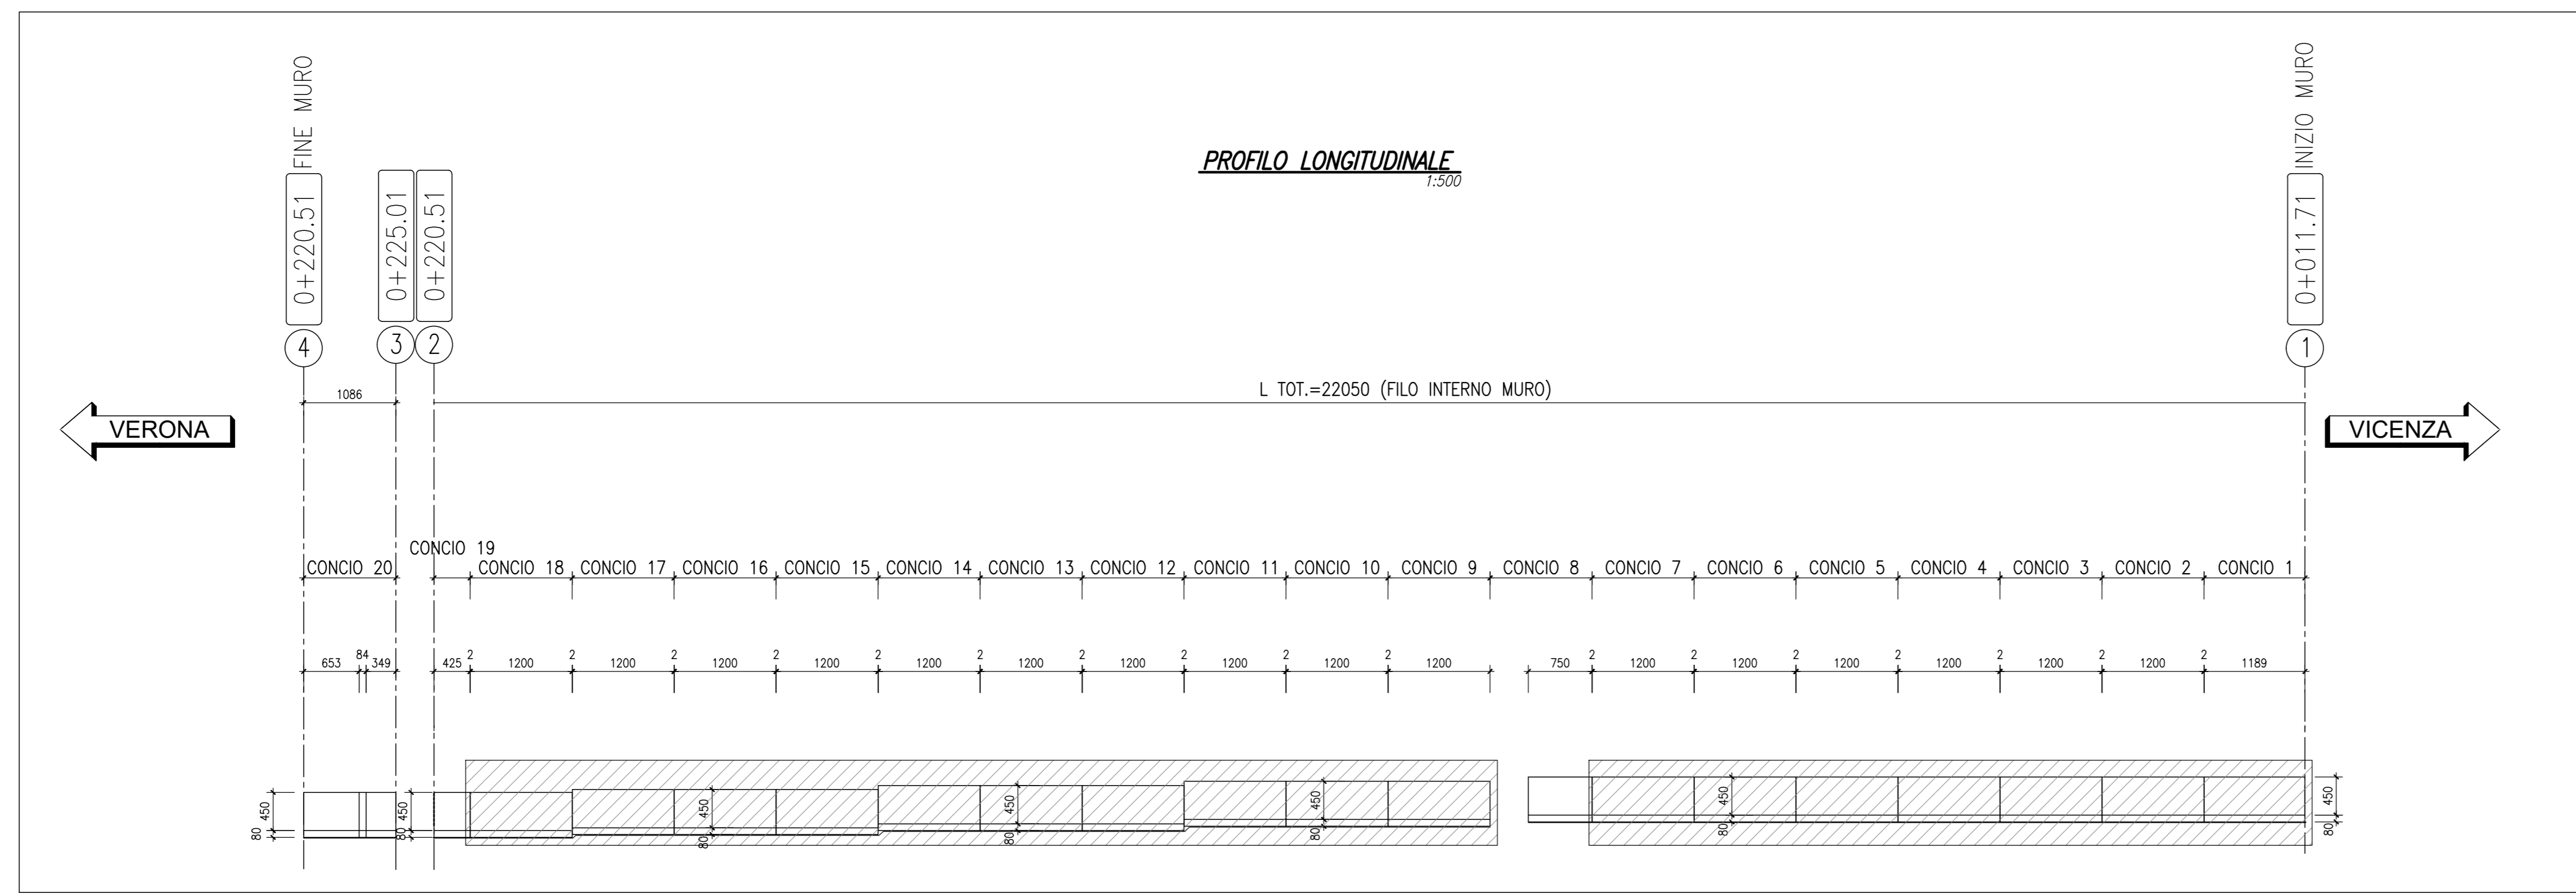 FINE MURO
INIZIO MURO
PROFILO LONGITUDINALE
1:500
0+220.51
0+225.01
0+220.51
0+011.71
4
3
2
1
1086
L TOT.=22050 (FILO INTERNO MURO)
VERONA
VICENZA
CONCIO 19
CONCIO 20 CONCIO 18 CONCIO 17 CONCIO 16 CONCIO 15 CONCIO 14 CONCIO 13 CONCIO 12 CONCIO 11 CONCIO 10 CONCIO 9 CONCIO 8 CONCIO 7 CONCIO 6 CONCIO 5 CONCIO 4 CONCIO 3 CONCIO 2 CONCIO 1
84 2 2 2 2 2 2 2 2 2 2 2 2 2 2 2 2 2
653 349 425 1200 1200 1200 1200 1200 1200 1200 1200 1200 1200 750 1200 1200 1200 1200 1200 1200 1189
450 450 450 450 450 450 450
80 80 80 80 80 80 80